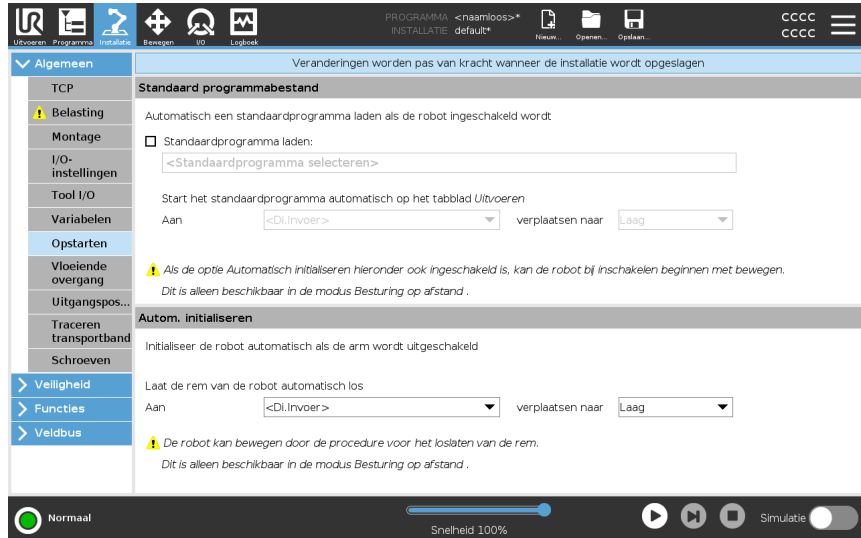 PROGRAMMA <naamloos>*
INSTALLATIE default*
CCCC
CCCC
Uitvoeren Programma Installatie Bewegen I/O Logboek Nieuw... Openen... Opslaan...
Algemeen
TCP
Belasting
Montage
I/O-
instellingen
Tool I/O
Variabelen
Opstarten
Vloeiende
overgang
Uitgangspos...
Traceren
transportband
Schroeven
Veiligheid
Functies
Veldbus
Veranderingen worden pas van kracht wanneer de installatie wordt opgeslagen
Standaard programmabestand
Automatisch een standaardprogramma laden als de robot ingeschakeld wordt
Standaardprogramma laden:
<Standaardprogramma selecteren>
Start het standaardprogramma automatisch op het tabblad Uitvoeren
Aan <Di.Invoer> verplaatsen naar Laag
Als de optie Automatisch initialiseren hieronder ook ingeschakeld is, kan de robot bij inschakelen beginnen met bewegen.
Dit is alleen beschikbaar in de modus Besturing op afstand .
Autom. initialiseren
Initialiseer de robot automatisch als de arm wordt uitgeschakeld
Laat de rem van de robot automatisch los
Aan <Di.Invoer> verplaatsen naar Laag
De robot kan bewegen door de procedure voor het loslaten van de rem.
Dit is alleen beschikbaar in de modus Besturing op afstand .
Normaal
Snelheid 100%
Simulatie